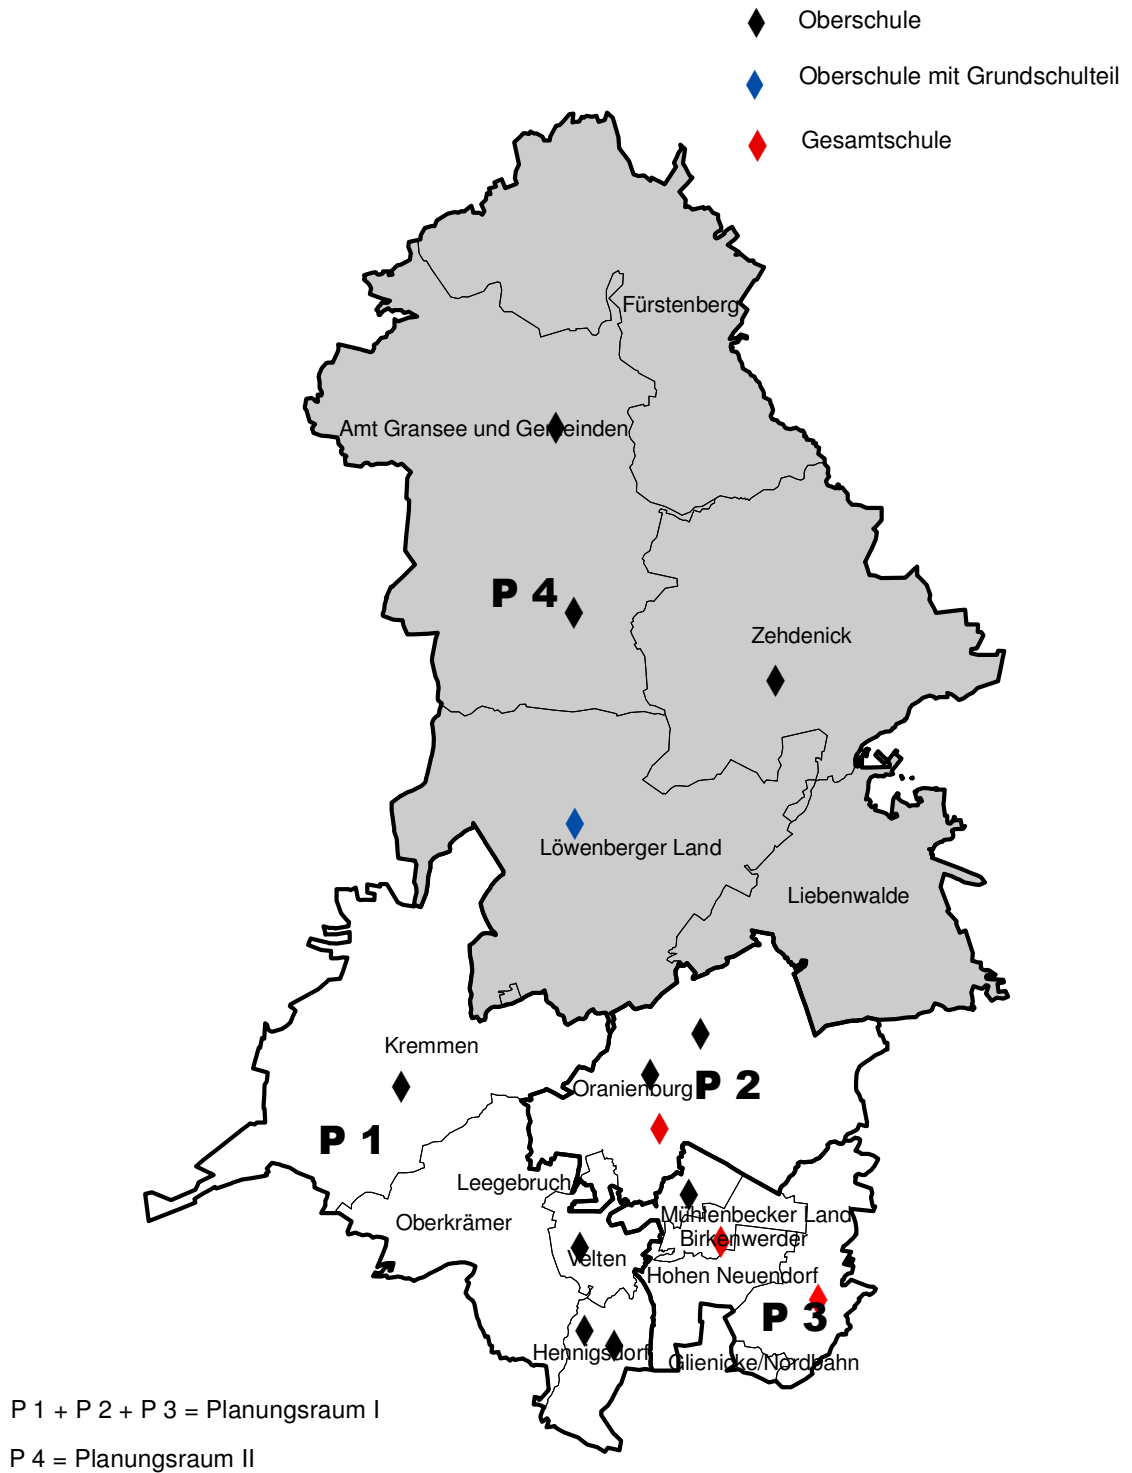 Oberschule
Oberschule mit Grundschulteil
Gesamtschule
Fürstenberg
Amt Gransee und Gemeinden
P 4
Zehdenick
Löwenberger Land
Liebenwalde
Kremmen
Oranienburg
P 2
P 1
Leegebruch
Oberkrämer
Mühlenbecker Land
Birkenwerder
Velten
Hohen Neuendorf
P 3
Hennigsdorf
Glienicke/Nordbahn
P 1 + P 2 + P 3 = Planungsraum I
P 4 = Planungsraum II